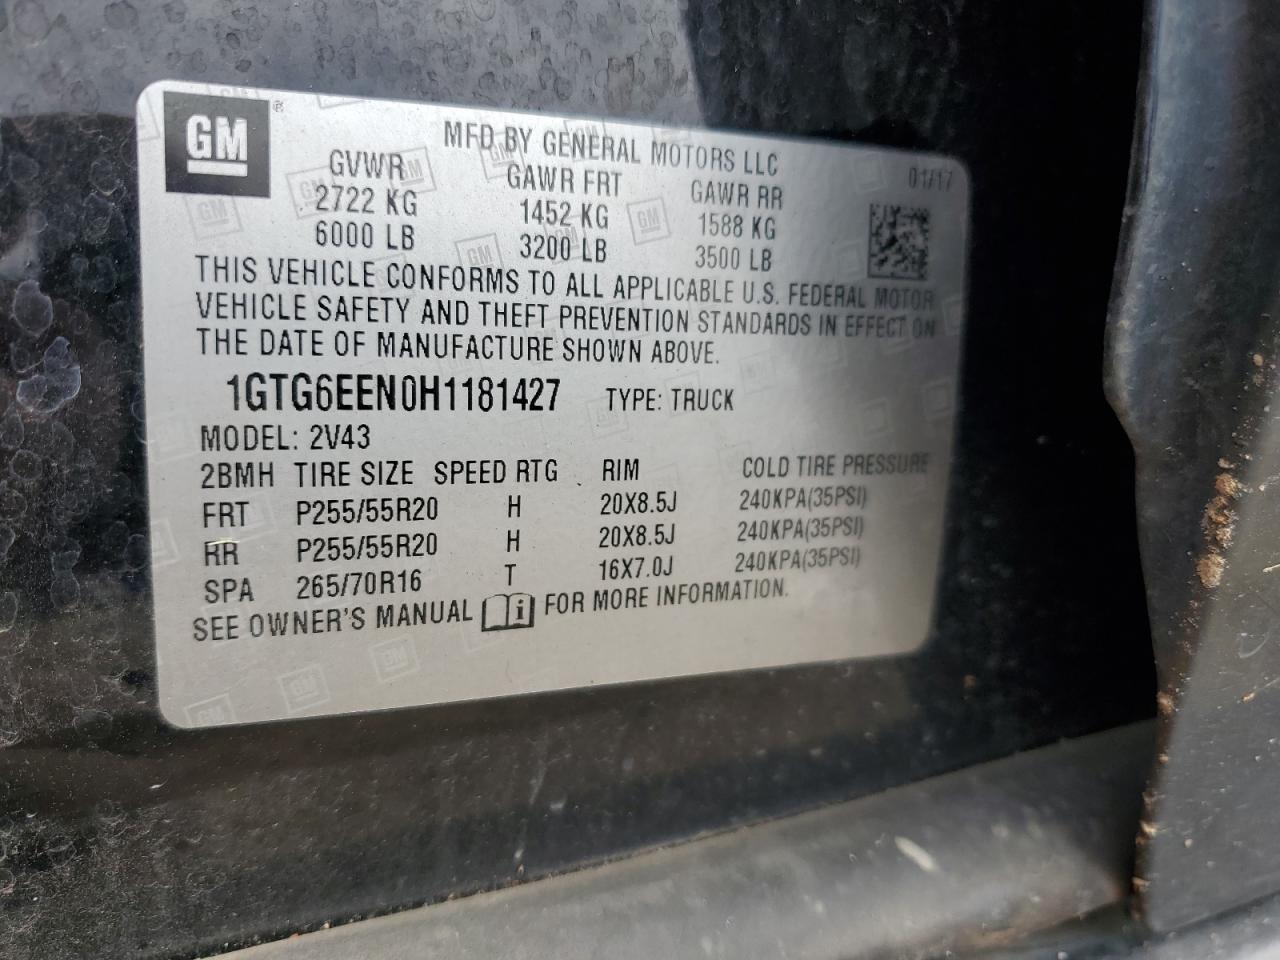 GM ®
MFD BY GENERAL MOTORS LLC
01/17
GVWR GAWR FRT GAWR RR
2722 KG 1452 KG 1588 KG
6000 LB 3200 LB 3500 LB
THIS VEHICLE CONFORMS TO ALL APPLICABLE U.S. FEDERAL MOTOR
VEHICLE SAFETY AND THEFT PREVENTION STANDARDS IN EFFECT ON
THE DATE OF MANUFACTURE SHOWN ABOVE.
1GTG6EEN0H1181427 TYPE: TRUCK
MODEL: 2V43
2BMH TIRE SIZE SPEED RTG RIM COLD TIRE PRESSURE
FRT P255/55R20 H 20X8.5J 240KPA(35PSI)
RR P255/55R20 H 20X8.5J 240KPA(35PSI)
SPA 265/70R16 T 16X7.0J 240KPA(35PSI)
SEE OWNER'S MANUAL i FOR MORE INFORMATION.